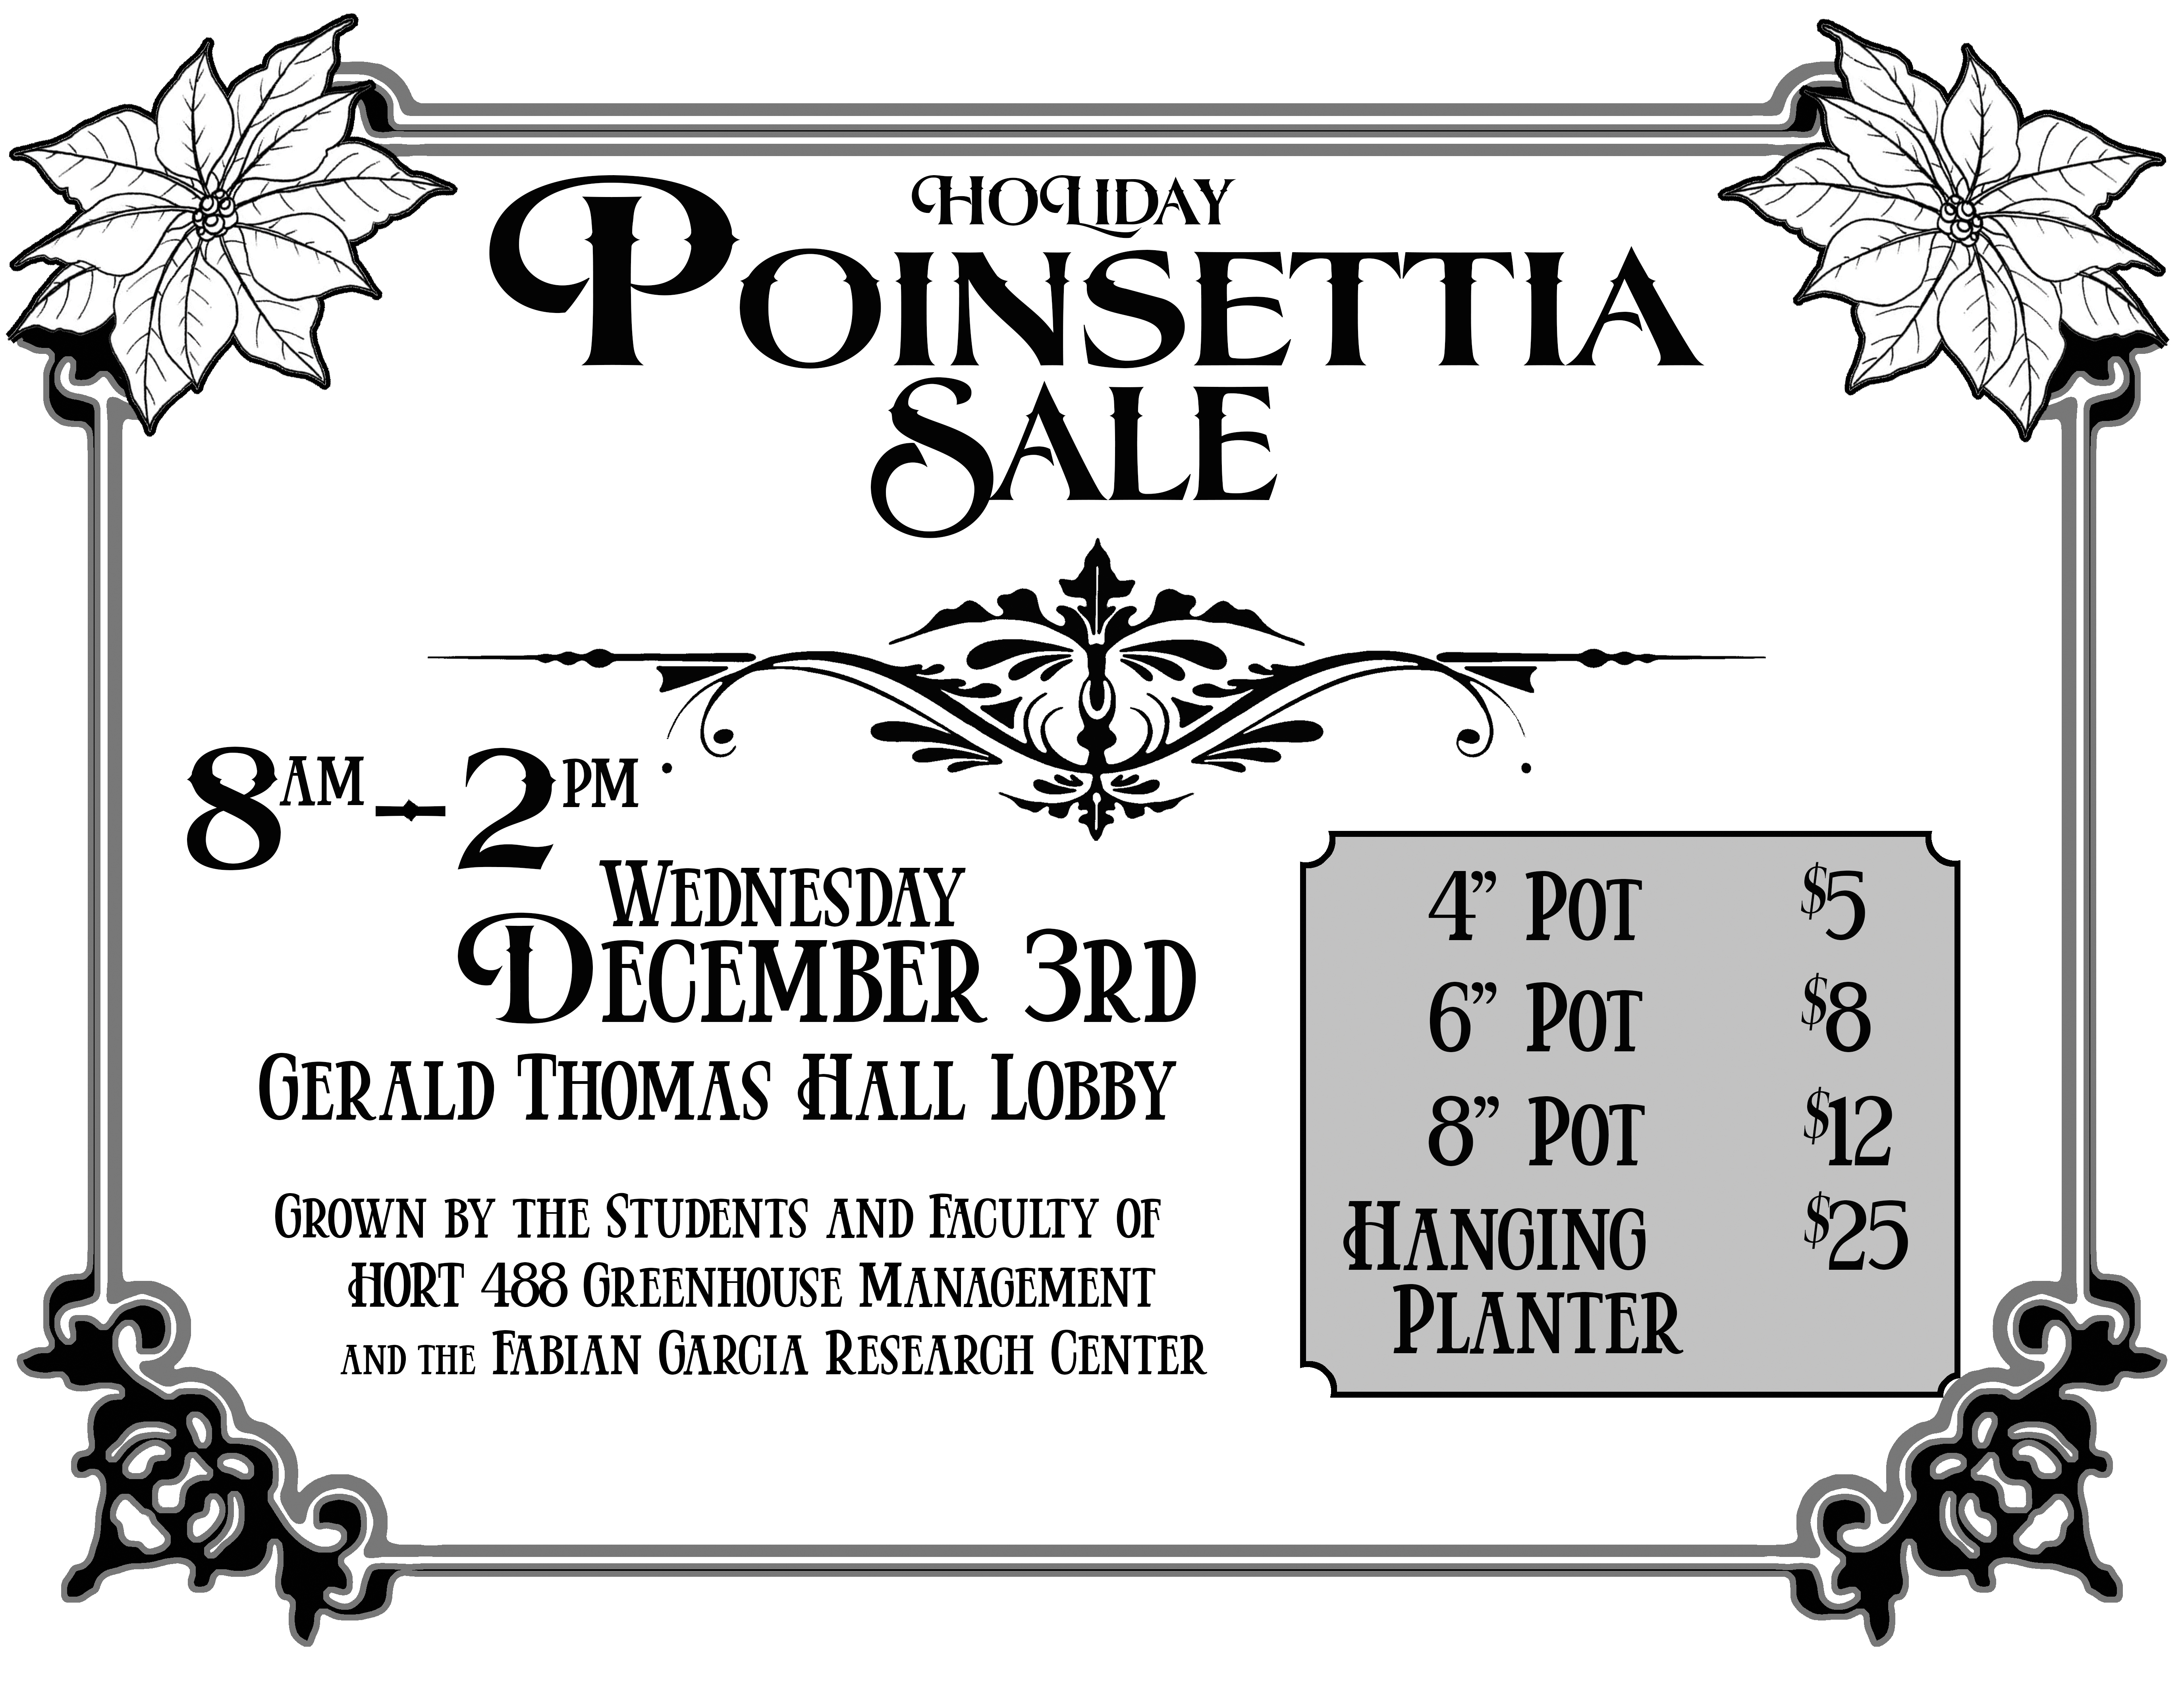 Holiday
Poinsettia
Sale
8AM-2PM
Wednesday
December 3rd
Gerald Thomas Hall Lobby
Grown by the Students and Faculty of
HORT 488 Greenhouse Management
and the Fabian Garcia Research Center
4” Pot $5
6” Pot $8
8” Pot $12
Hanging $25
Planter